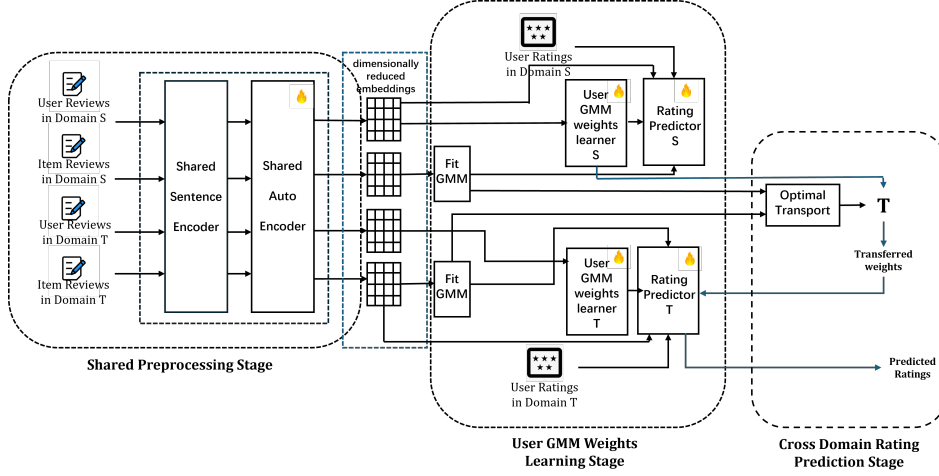 User Reviews
in Domain S
Item Reviews
in Domain S
User Reviews
in Domain T
Item Reviews
in Domain T
Shared
Sentence
Encoder
Shared
Auto
Encoder
Shared Preprocessing Stage
dimensionally
reduced
embeddings
User Ratings
in Domain S
Fit
GMM
Fit
GMM
User
GMM
weights
learner
S
Rating
Predictor
S
User
GMM
weights
learner
T
Rating
Predictor
T
User Ratings
in Domain T
User GMM Weights
Learning Stage
Optimal
Transport
T
Transferred
weights
Predicted
Ratings
Cross Domain Rating
Prediction Stage